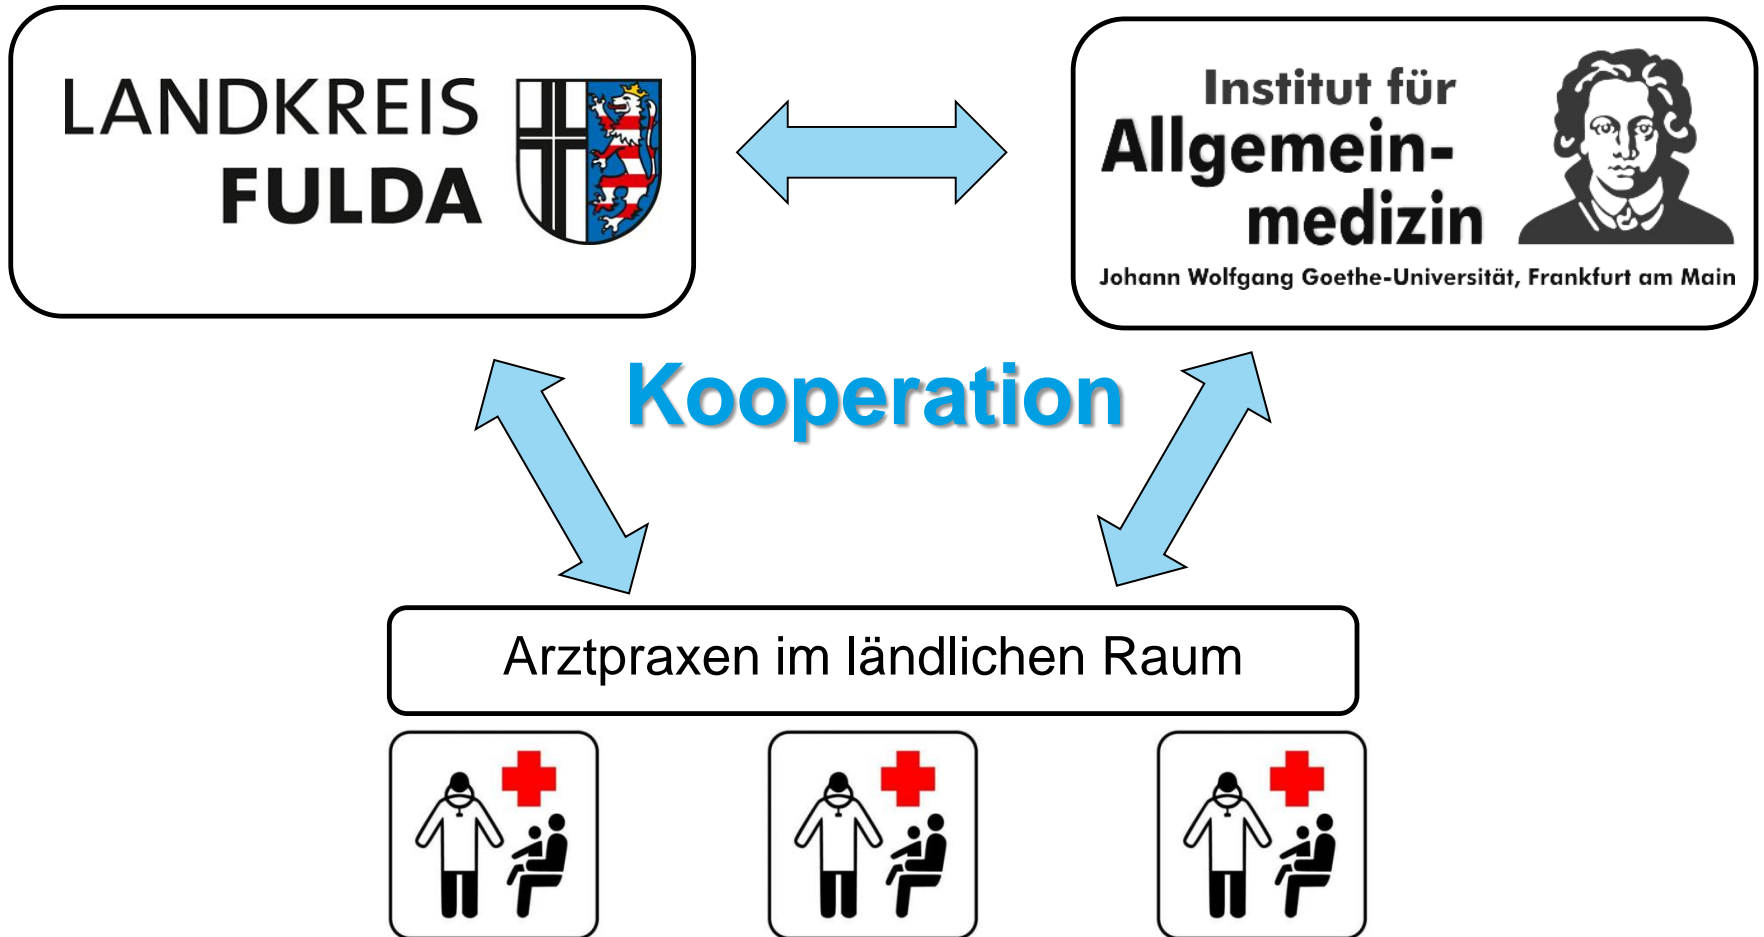 LANDKREIS
FULDA
Institut für
Allgemein-
medizin
Johann Wolfgang Goethe-Universität, Frankfurt am Main
Kooperation
Arztpraxen im ländlichen Raum